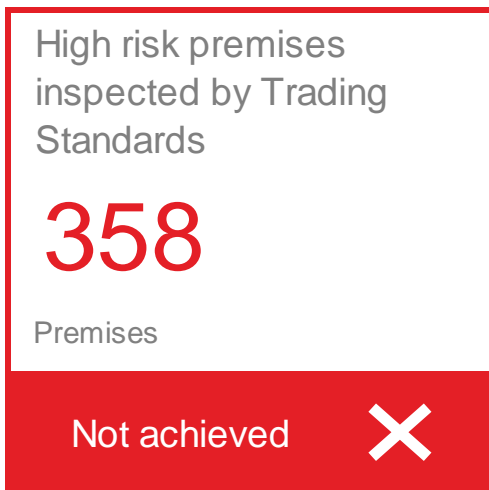 High risk premises
inspected by Trading
Standards
358
Premises
Not achieved